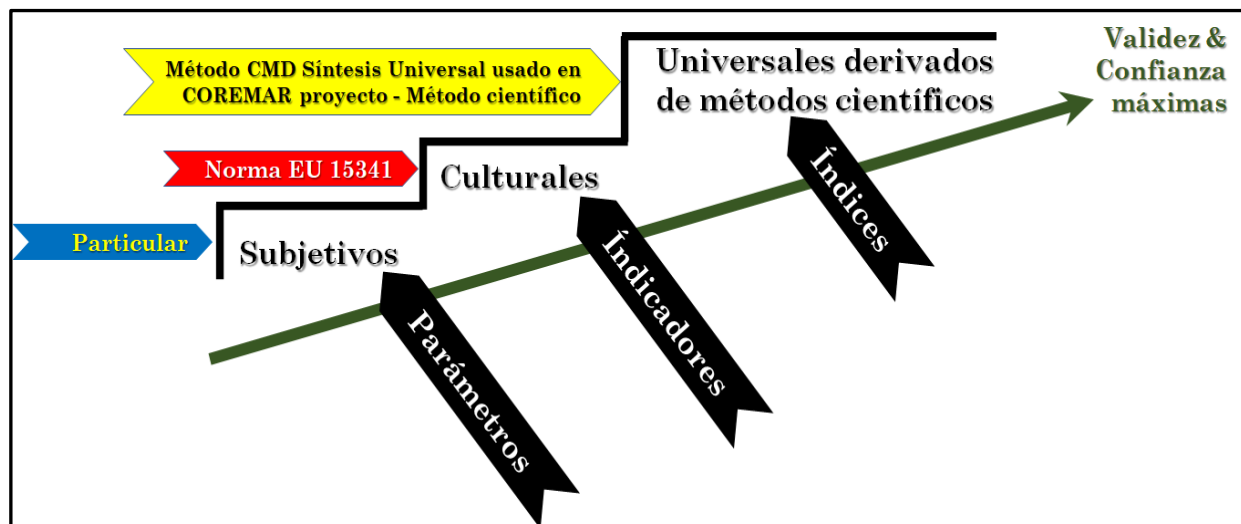 Método CMD Síntesis Universal usado en
COREMAR proyecto - Método científico
Universales derivados
de métodos científicos
Validez &
Confianza
máximas
Norma EU 15341
Culturales
Particular
Subjetivos
Parámetros
Índicadores
Índices